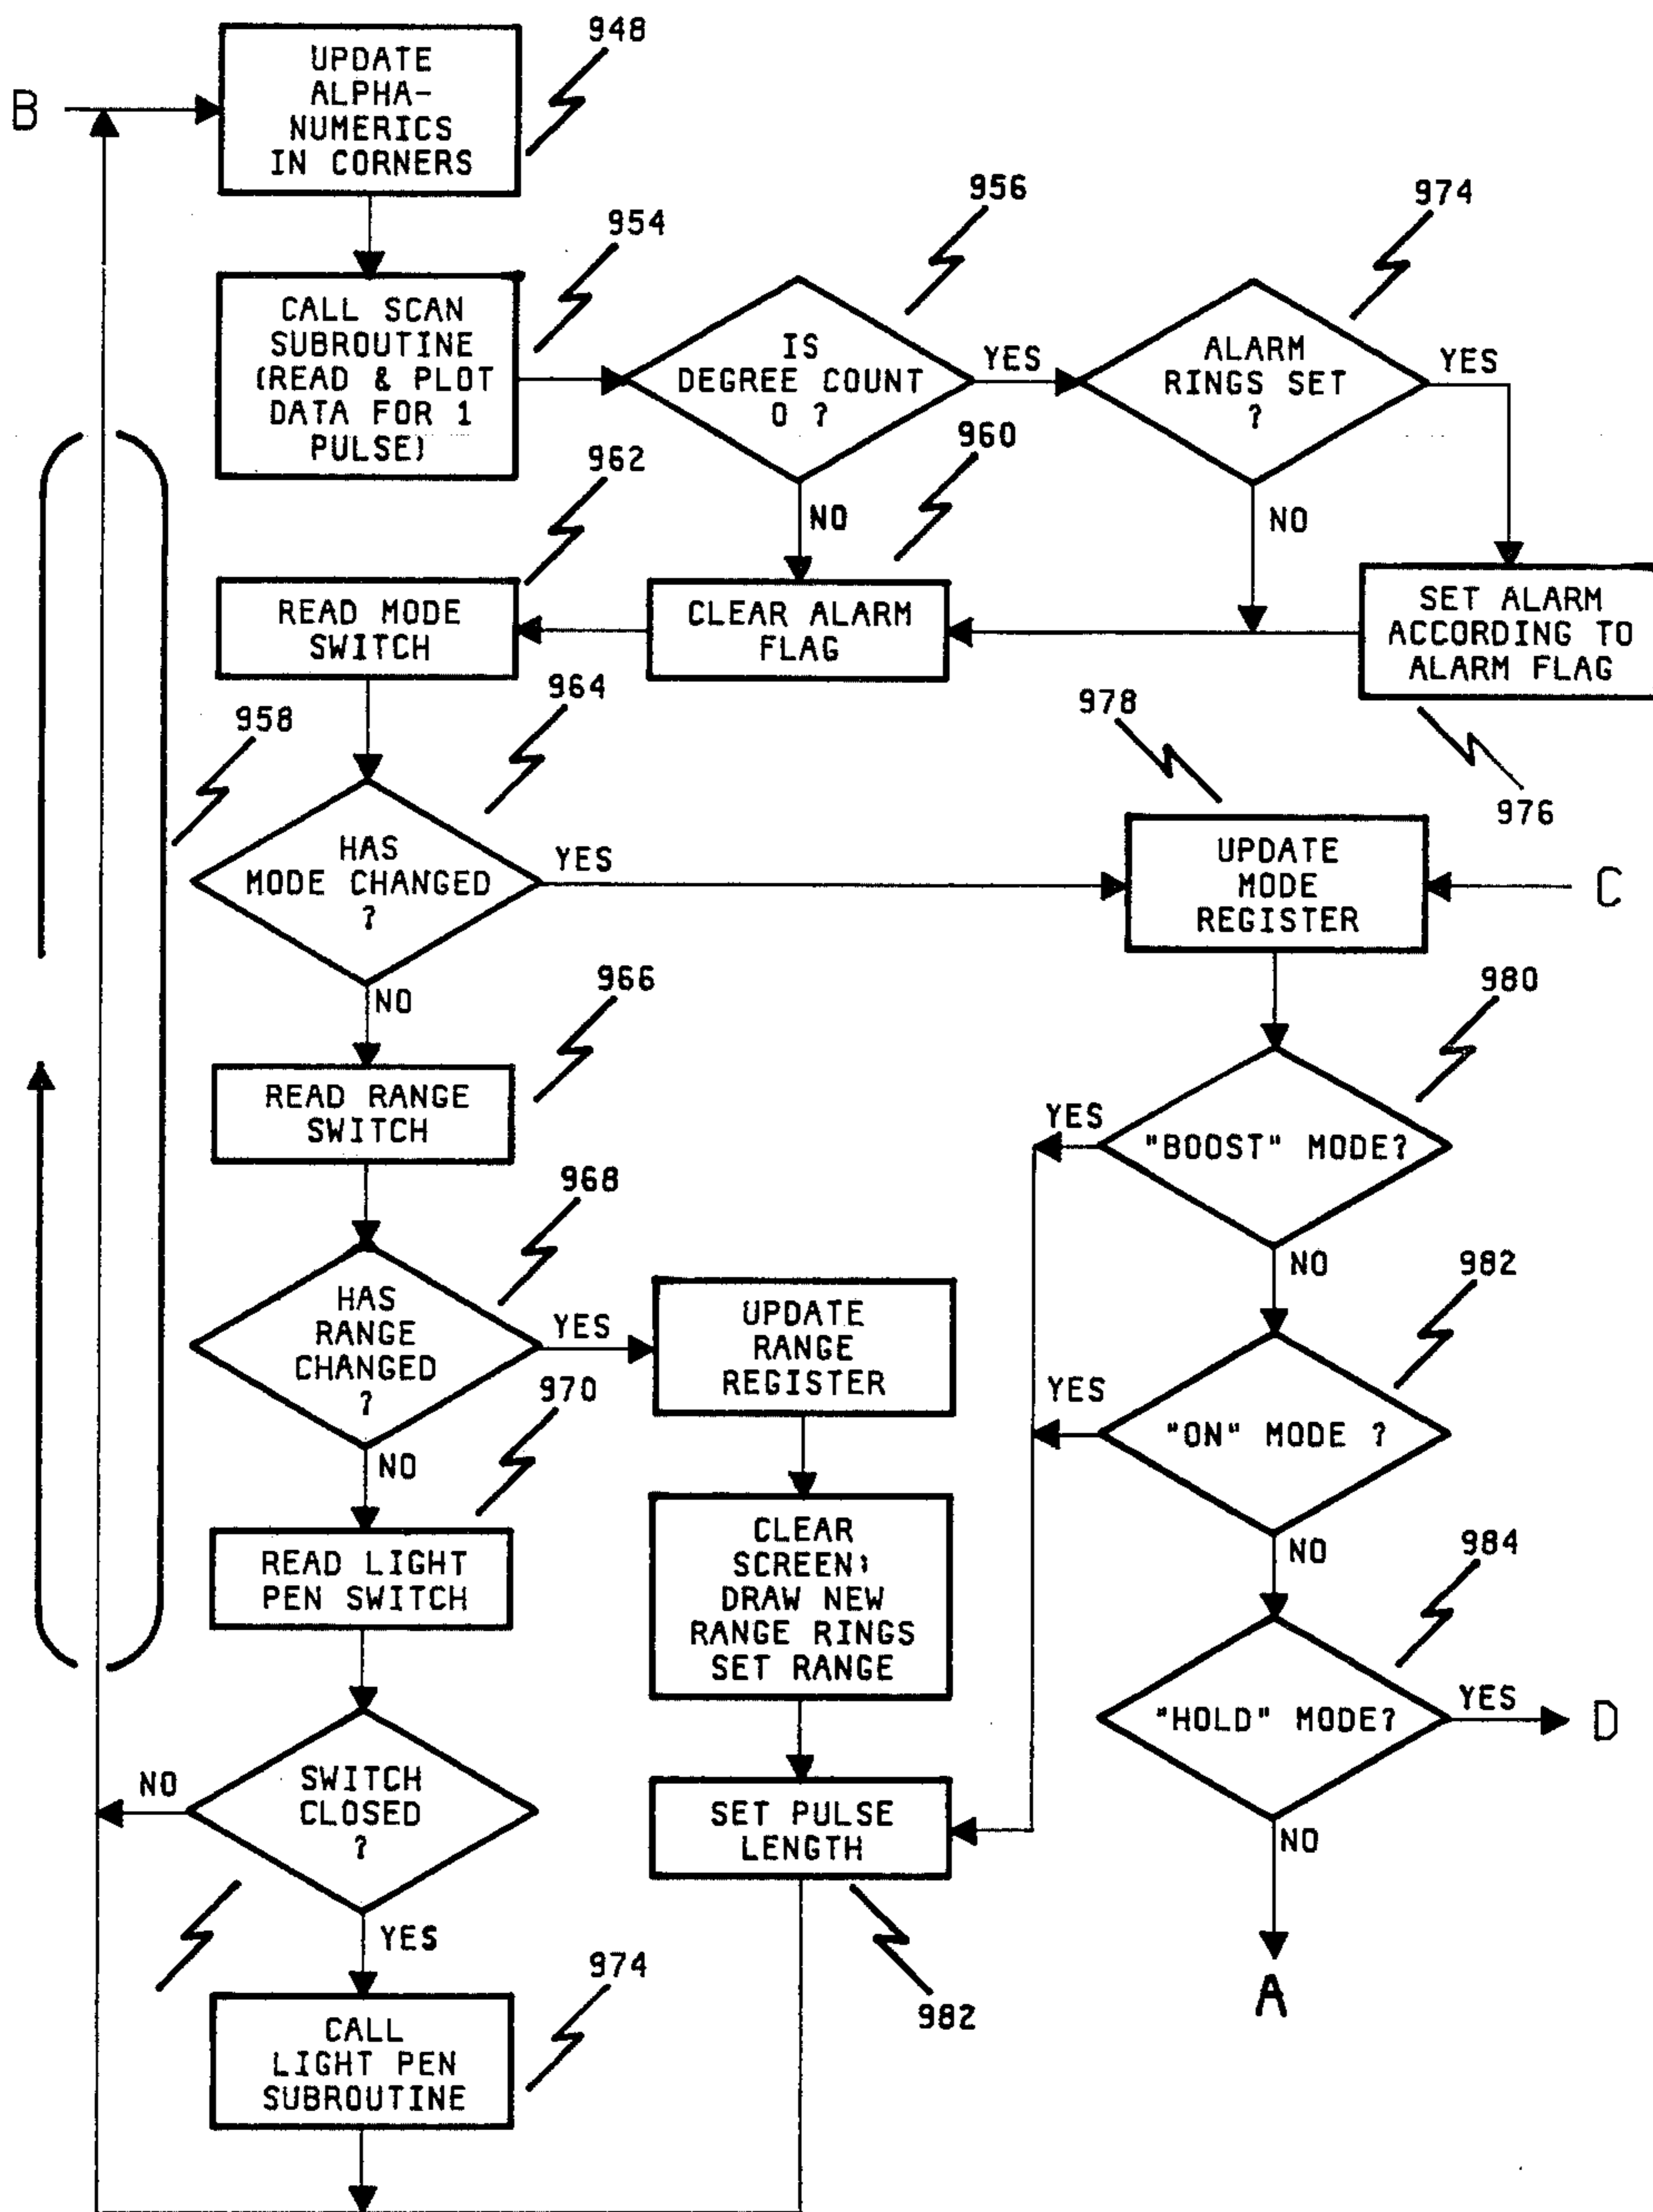 948
UPDATE
ALPHA-
NUMERICS
IN CORNERS
B
954
956
974
CALL SCAN
SUBROUTINE
(READ & PLOT
DATA FOR 1
PULSE)
IS
DEGREE COUNT
0 ?
YES
NO
ALARM
RINGS SET
?
YES
NO
962
960
READ MODE
SWITCH
CLEAR ALARM
FLAG
SET ALARM
ACCORDING TO
ALARM FLAG
976
958
964
978
HAS
MODE CHANGED
?
YES
NO
UPDATE
MODE
REGISTER
C
966
980
READ RANGE
SWITCH
"BOOST" MODE?
YES
NO
968
982
HAS
RANGE
CHANGED
?
YES
NO
UPDATE
RANGE
REGISTER
"ON" MODE ?
YES
NO
970
READ LIGHT
PEN SWITCH
CLEAR
SCREEN;
DRAW NEW
RANGE RINGS
SET RANGE
984
"HOLD" MODE?
YES
D
NO
A
SWITCH
CLOSED
?
NO
YES
SET PULSE
LENGTH
982
974
CALL
LIGHT PEN
SUBROUTINE